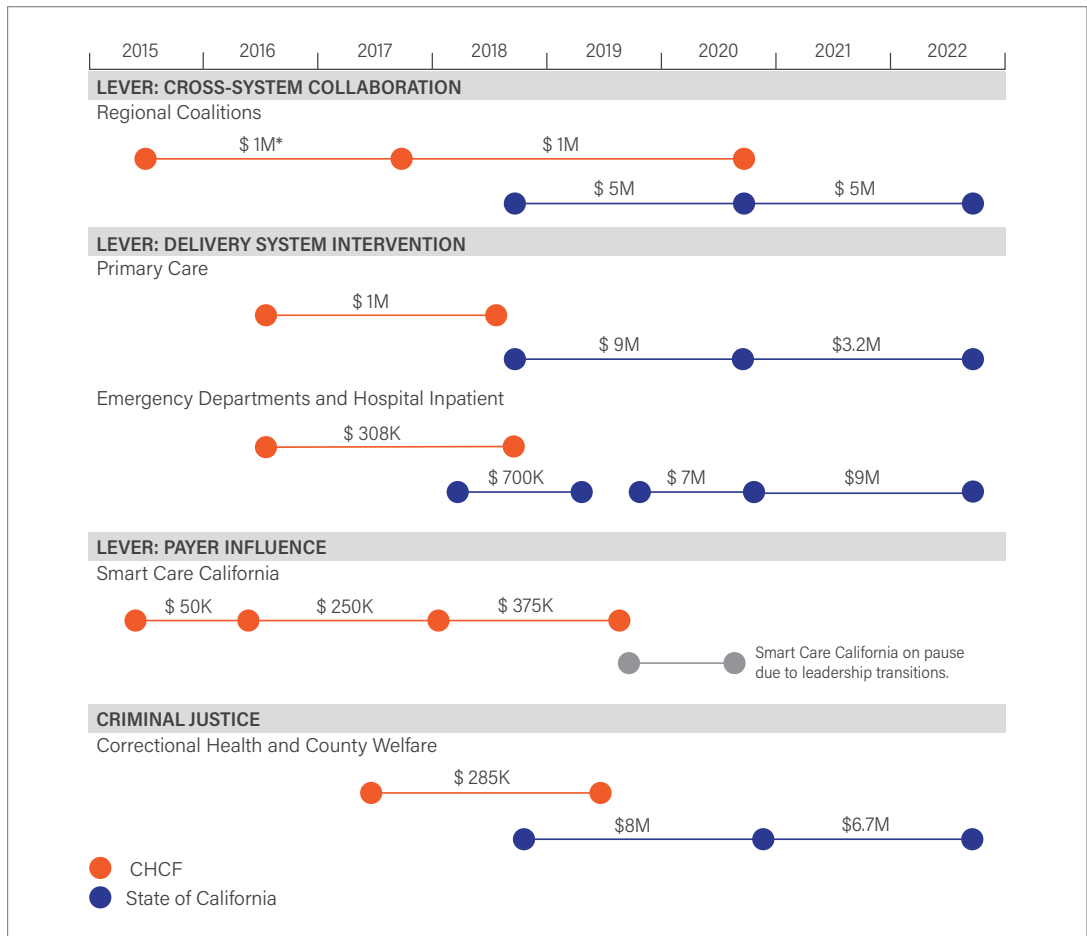 2015 2016 2017 2018 2019 2020 2021 2022
LEVER: CROSS-SYSTEM COLLABORATION
Regional Coalitions
$ 1M* $ 1M
$ 5M $ 5M
LEVER: DELIVERY SYSTEM INTERVENTION
Primary Care
$ 1M
$ 9M $3.2M
Emergency Departments and Hospital Inpatient
$ 308K
$ 700K $ 7M $9M
LEVER: PAYER INFLUENCE
Smart Care California
$ 50K $ 250K $ 375K
Smart Care California on pause
due to leadership transitions.
CRIMINAL JUSTICE
Correctional Health and County Welfare
$ 285K
$8M $6.7M
CHCF
State of California